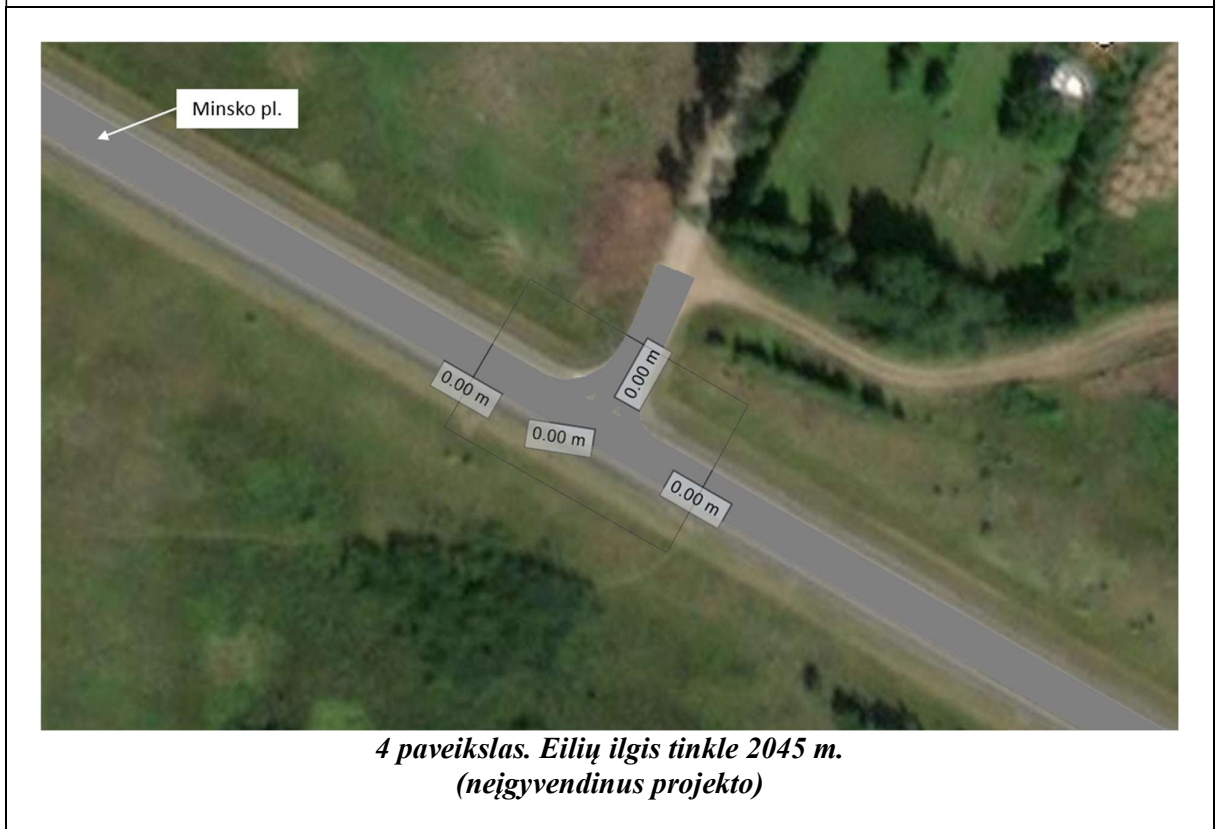 Minsko pl.
0.00 m
0.00 m
0.00 m
0.00 m
4 paveikslas. Eilių ilgis tinkle 2045 m.
(neįgyvendinus projekto)